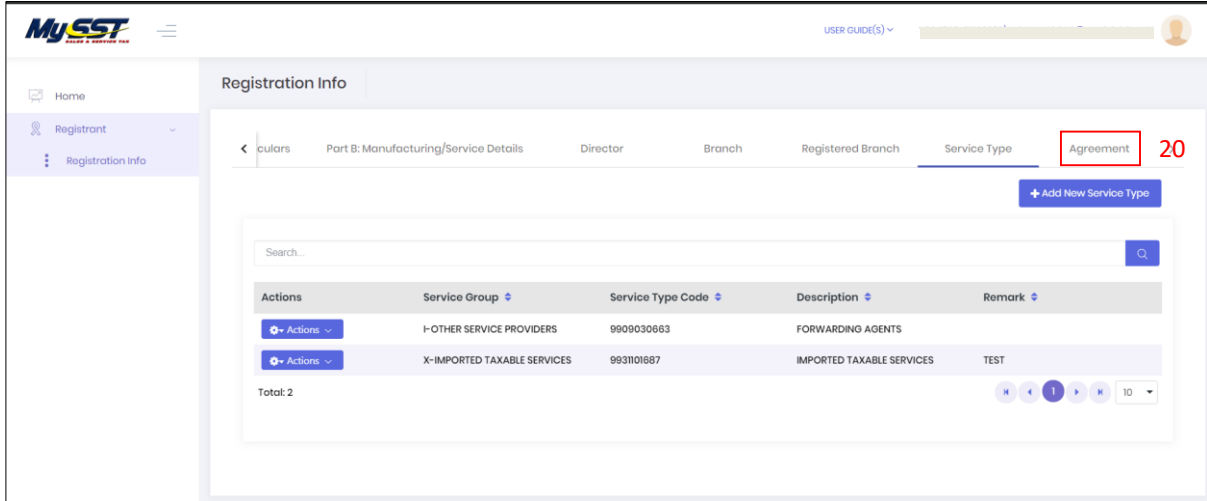 MySST
SALES & SERVICE TAX
USER GUIDE(S)
Home
Registrant
Registration Info
Registration Info
culars Part B: Manufacturing/Service Details Director Branch Registered Branch Service Type Agreement 20
+ Add New Service Type
Search...
Actions Service Group Service Type Code Description Remark
Actions I-OTHER SERVICE PROVIDERS 9909030663 FORWARDING AGENTS
Actions X-IMPORTED TAXABLE SERVICES 9931101687 IMPORTED TAXABLE SERVICES TEST
Total: 2 1 10